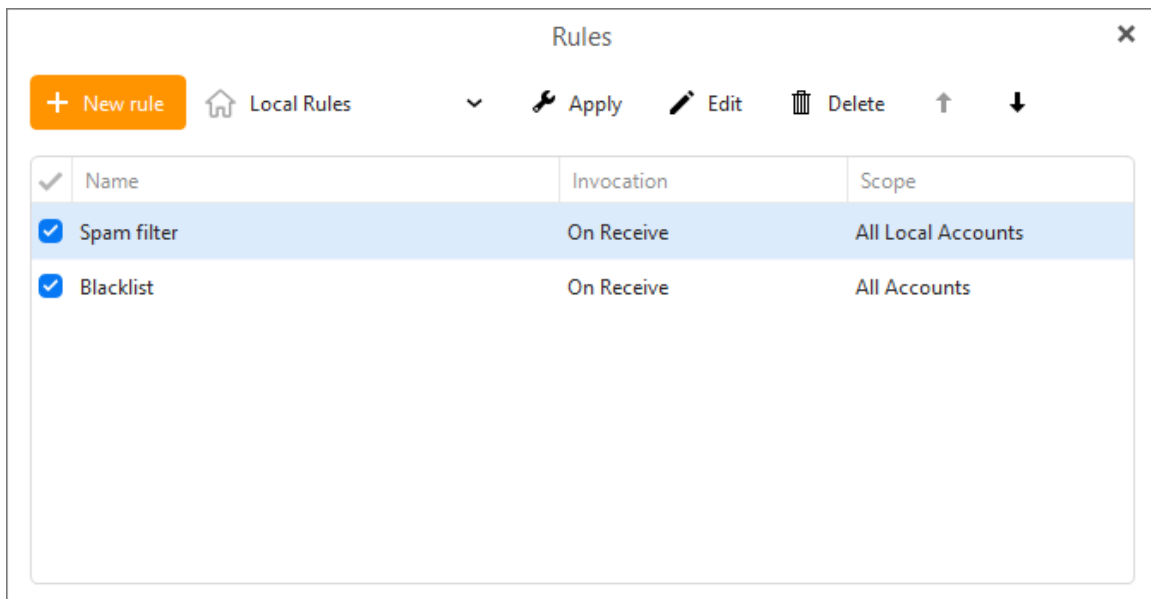 Rules
New rule Local Rules Apply Edit Delete
Name Invocation Scope
Spam filter On Receive All Local Accounts
Blacklist On Receive All Accounts